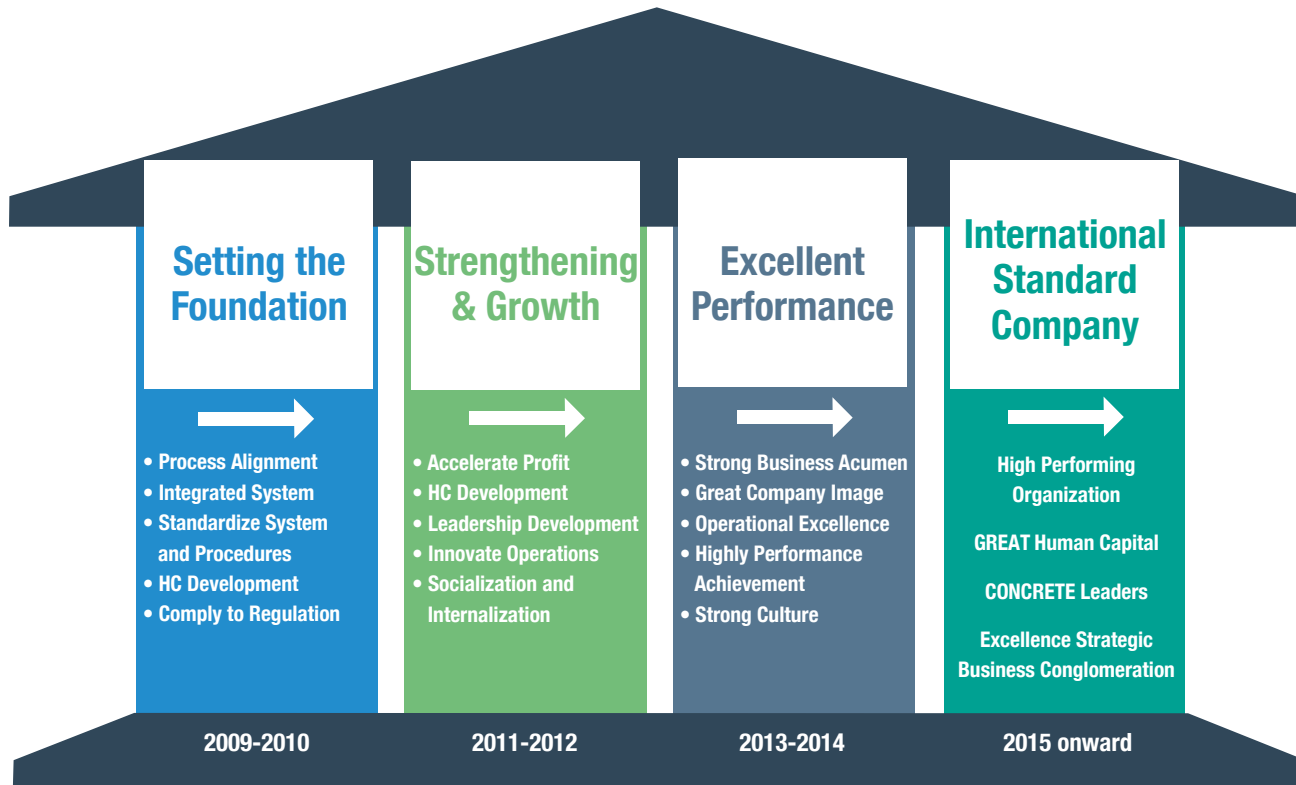 Setting the
Foundation
• Process Alignment
• Integrated System
• Standardize System
and Procedures
• HC Development
• Comply to Regulation
2009-2010
Strengthening
& Growth
• Accelerate Profit
• HC Development
• Leadership Development
• Innovate Operations
• Socialization and
Internalization
2011-2012
Excellent
Performance
• Strong Business Acumen
• Great Company Image
• Operational Excellence
• Highly Performance
Achievement
• Strong Culture
2013-2014
International
Standard
Company
High Performing
Organization
GREAT Human Capital
CONCRETE Leaders
Excellence Strategic
Business Conglomeration
2015 onward